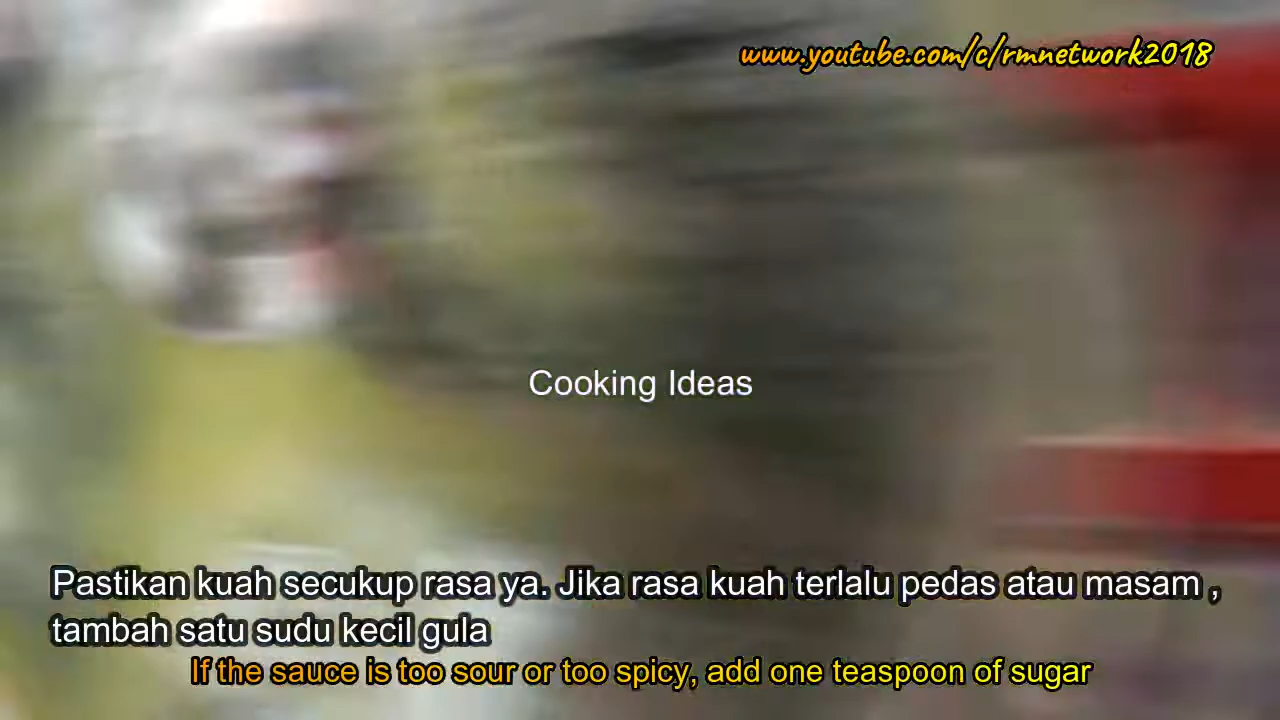 www.youtube.com/c/rmnetwork2018
Cooking Ideas
Pastikan kuah secukup rasa ya. Jika rasa kuah terlalu pedas atau masam ,
tambah satu sudu kecil gula
If the sauce is too sour or too spicy, add one teaspoon of sugar